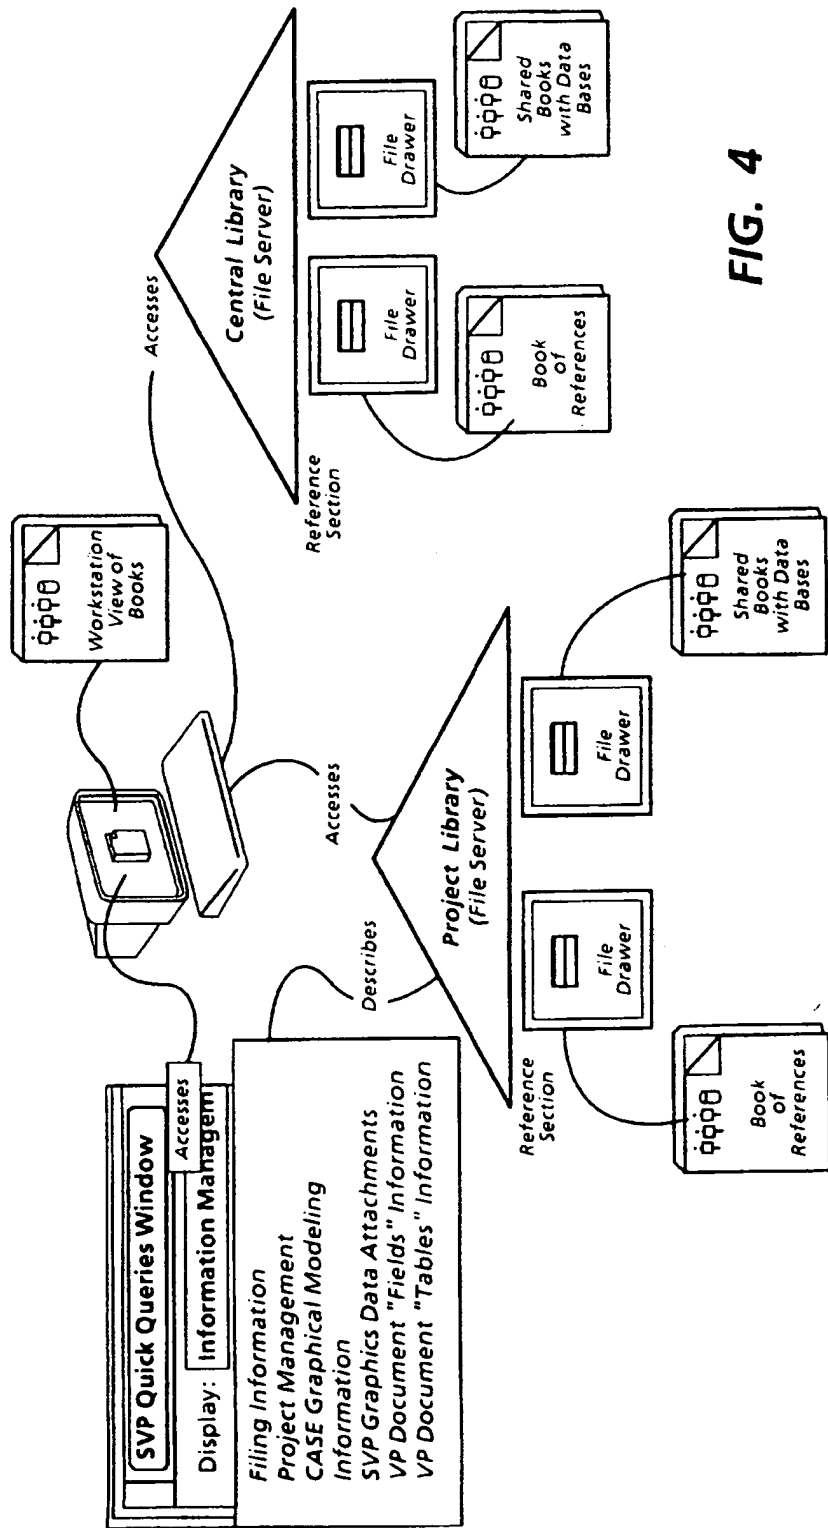 SVP Quick Queries Window
Accesses
Display: Information Managem
Filing Information
Project Management
CASE Graphical Modeling
Information
SVP Graphics Data Attachments
VP Document "Fields" Information
VP Document "Tables" Information
Describes
Workstation
View of
Books
Accesses
Accesses
Project Library
(File Server)
Reference
Section
File
Drawer
File
Drawer
Book
of
References
Shared
Books
with Data
Bases
Central Library
(File Server)
Reference
Section
File
Drawer
File
Drawer
Book
of
References
Shared
Books
with Data
Bases
FIG. 4